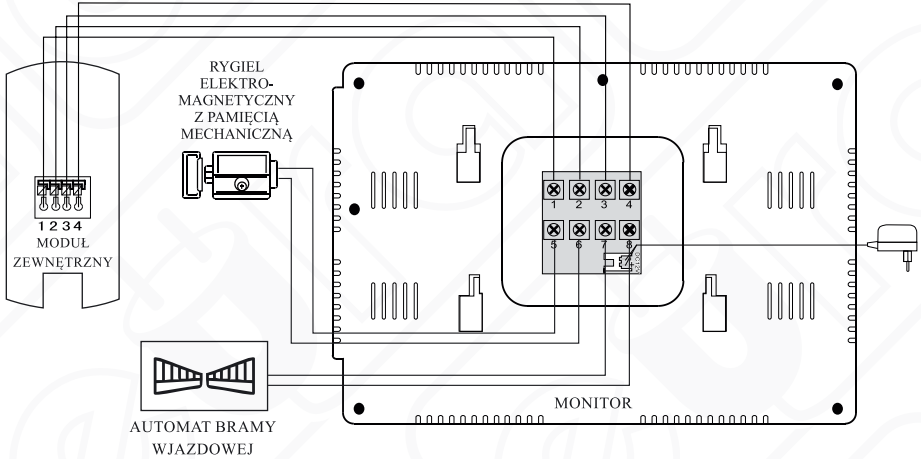 RYGIEL
ELEKTRO-
MAGNETYCZNY
Z PAMIĘCIĄ
MECHANICZNĄ
1 2 3 4
MODUŁ
ZEWNĘTRZNY
1 2 3 4
5 6 7 8
DC12V
MONITOR
AUTOMAT BRAMY
WJAZDOWEJ